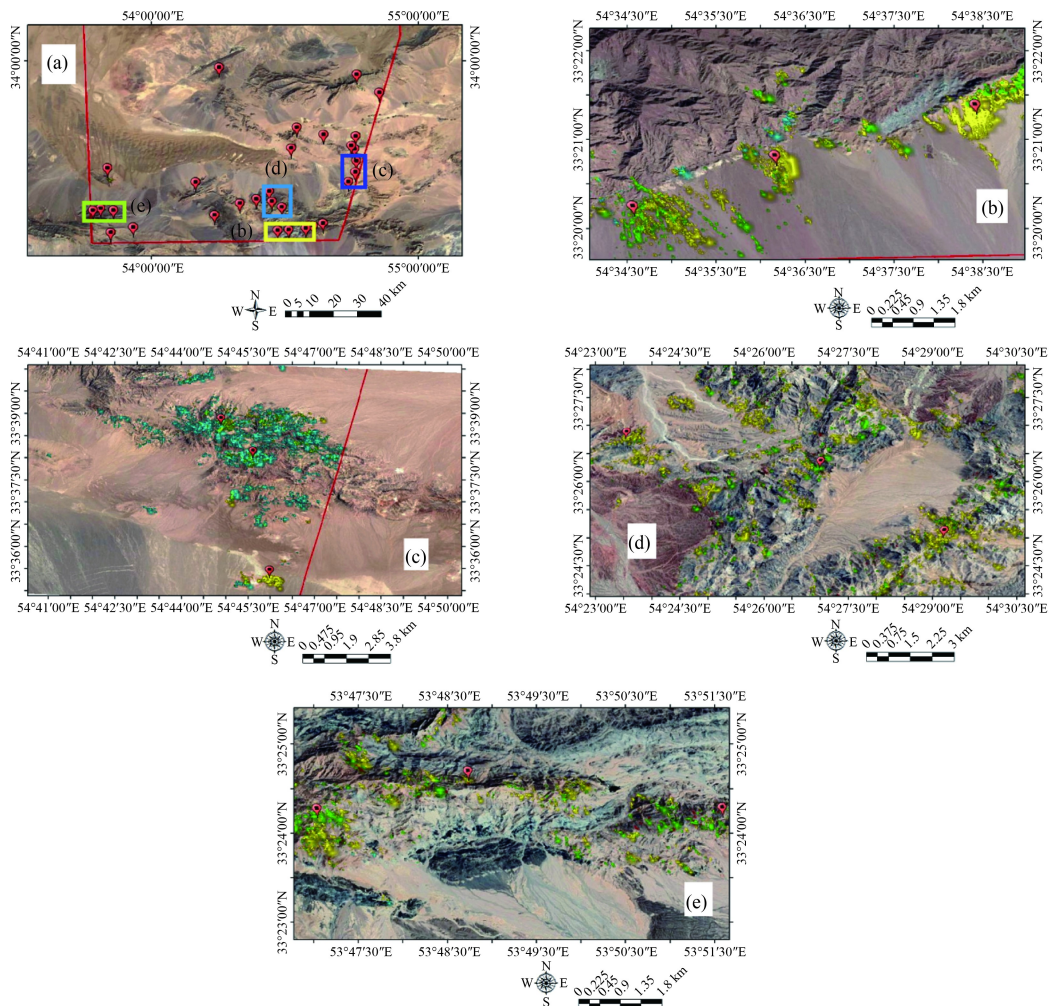 54°00′00″E 55°00′00″E
34°00′00″N
34°00′00″N
(a)
(d)
(c)
(e)
(b)
54°00′00″E 55°00′00″E
N
W E
S
0 5 10 20 30 40 km
54°34′30″E 54°35′30″E 54°36′30″E 54°37′30″E 54°38′30″E
33°22′00″N
33°21′00″N
33°20′00″N
33°22′00″N
33°21′00″N
33°20′00″N
(b)
54°34′30″E 54°35′30″E 54°36′30″E 54°37′30″E 54°38′30″E
N
W E
S
0 0.225 0.45 0.9 1.35 1.8 km
54°41′00″E 54°42′30″E 54°44′00″E 54°45′30″E 54°47′00″E 54°48′30″E 54°50′00″E
33°39′00″N
33°37′30″N
33°36′00″N
33°39′00″N
33°37′30″N
33°36′00″N
(c)
54°41′00″E 54°42′30″E 54°44′00″E 54°45′30″E 54°47′00″E 54°48′30″E 54°50′00″E
N
W E
S
0 0.475 0.95 1.9 2.85 3.8 km
54°23′00″E 54°24′30″E 54°26′00″E 54°27′30″E 54°29′00″E 54°30′30″E
33°27′30″N
33°26′00″N
33°24′30″N
33°27′30″N
33°26′00″N
33°24′30″N
(d)
54°23′00″E 54°24′30″E 54°26′00″E 54°27′30″E 54°29′00″E 54°30′30″E
N
W E
S
0 0.375 0.75 1.5 2.25 3 km
53°47′30″E 53°48′30″E 53°49′30″E 53°50′30″E 53°51′30″E
33°25′00″N
33°24′00″N
33°23′00″N
33°25′00″N
33°24′00″N
33°23′00″N
(e)
53°47′30″E 53°48′30″E 53°49′30″E 53°50′30″E 53°51′30″E
N
W E
S
0 0.225 0.45 0.9 1.35 1.8 km